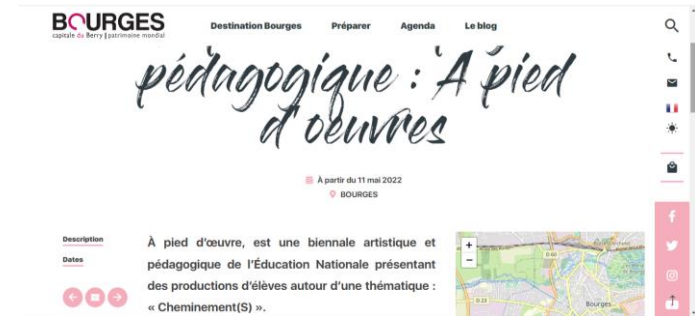 BOURGES
capitale du Berry | patrimoine mondial
Destination Bourges Préparer Agenda Le blog
pédagogique : A pied
d'oeuvres
À partir du 11 mai 2022
BOURGES
Description
Dates
À pied d'œuvre, est une biennale artistique et
pédagogique de l'Éducation Nationale présentant
des productions d'élèves autour d'une thématique :
« Cheminement(S) ».
+
−
D 60
D 23
Bourges